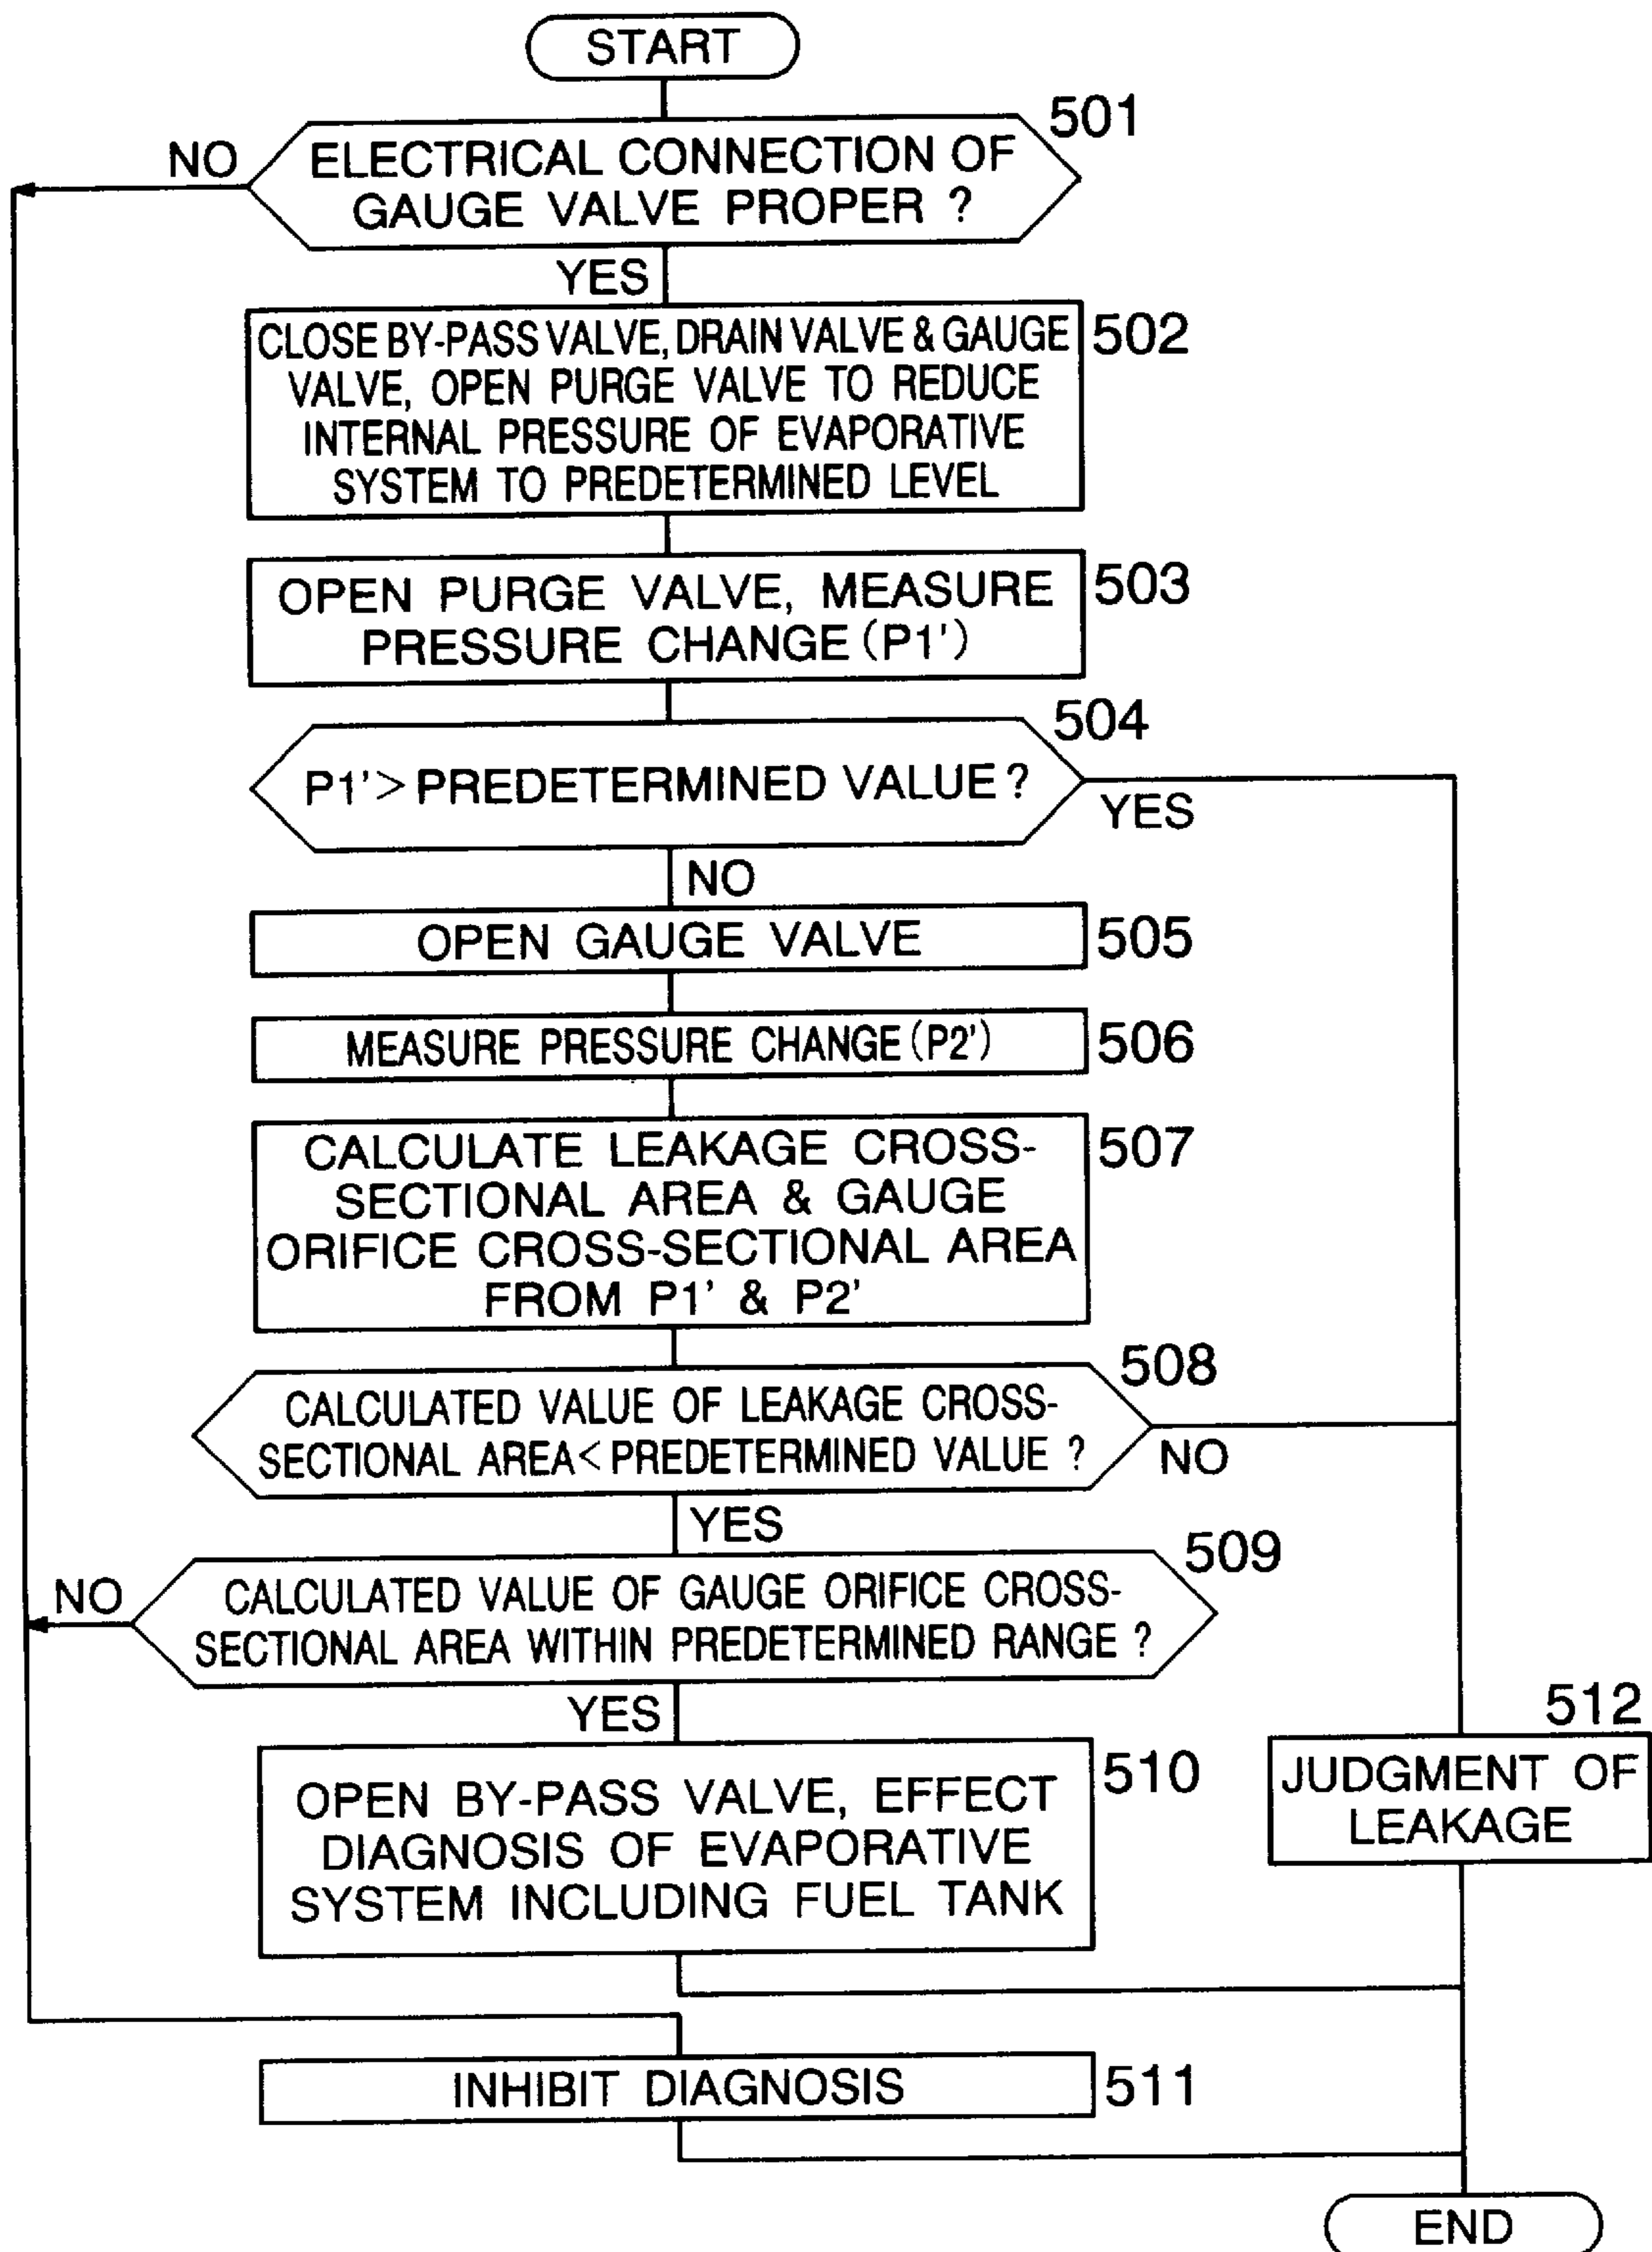 START
501
NO
ELECTRICAL CONNECTION OF
GAUGE VALVE PROPER ?
YES
CLOSE BY-PASS VALVE, DRAIN VALVE & GAUGE
VALVE, OPEN PURGE VALVE TO REDUCE
INTERNAL PRESSURE OF EVAPORATIVE
SYSTEM TO PREDETERMINED LEVEL
502
OPEN PURGE VALVE, MEASURE
PRESSURE CHANGE (P1')
503
504
P1' > PREDETERMINED VALUE ?
YES
NO
OPEN GAUGE VALVE
505
MEASURE PRESSURE CHANGE (P2')
506
CALCULATE LEAKAGE CROSS-
SECTIONAL AREA & GAUGE
ORIFICE CROSS-SECTIONAL AREA
FROM P1' & P2'
507
508
CALCULATED VALUE OF LEAKAGE CROSS-
SECTIONAL AREA < PREDETERMINED VALUE ?
NO
YES
509
NO
CALCULATED VALUE OF GAUGE ORIFICE CROSS-
SECTIONAL AREA WITHIN PREDETERMINED RANGE ?
YES
OPEN BY-PASS VALVE, EFFECT
DIAGNOSIS OF EVAPORATIVE
SYSTEM INCLUDING FUEL TANK
510
512
JUDGMENT OF
LEAKAGE
INHIBIT DIAGNOSIS
511
END